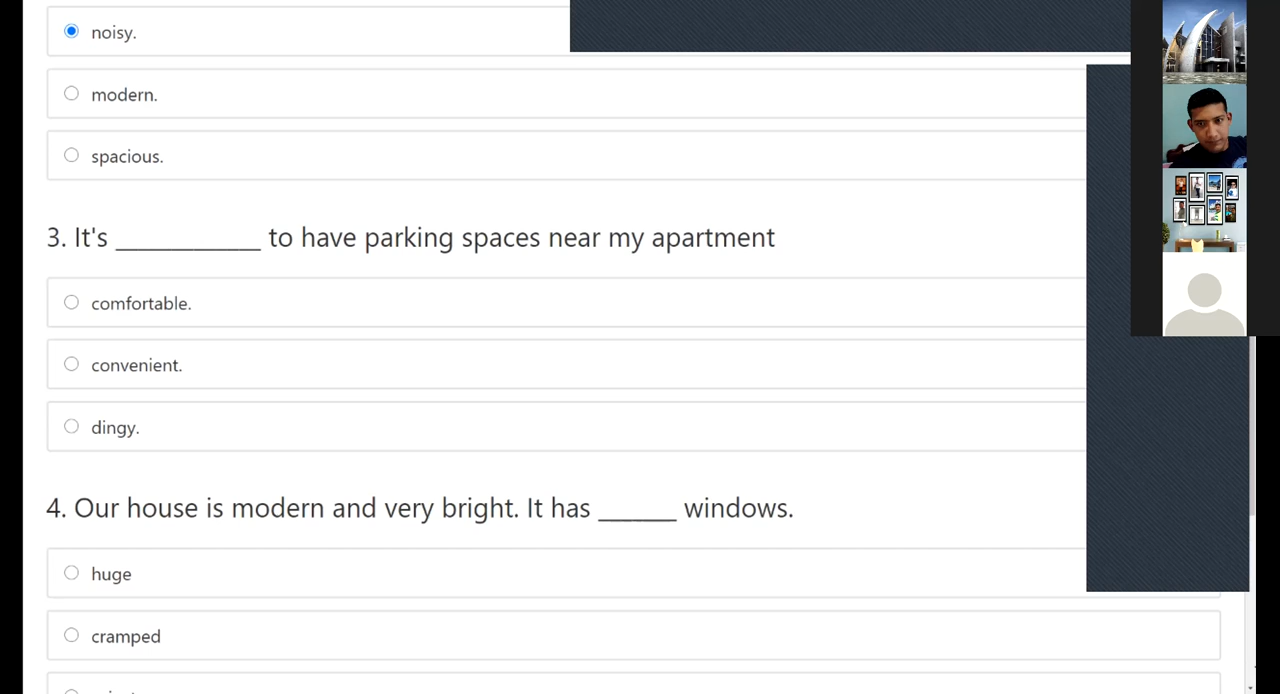 noisy.
modern.
spacious.
3. It's ____________ to have parking spaces near my apartment
comfortable.
convenient.
dingy.
4. Our house is modern and very bright. It has ______ windows.
huge
cramped